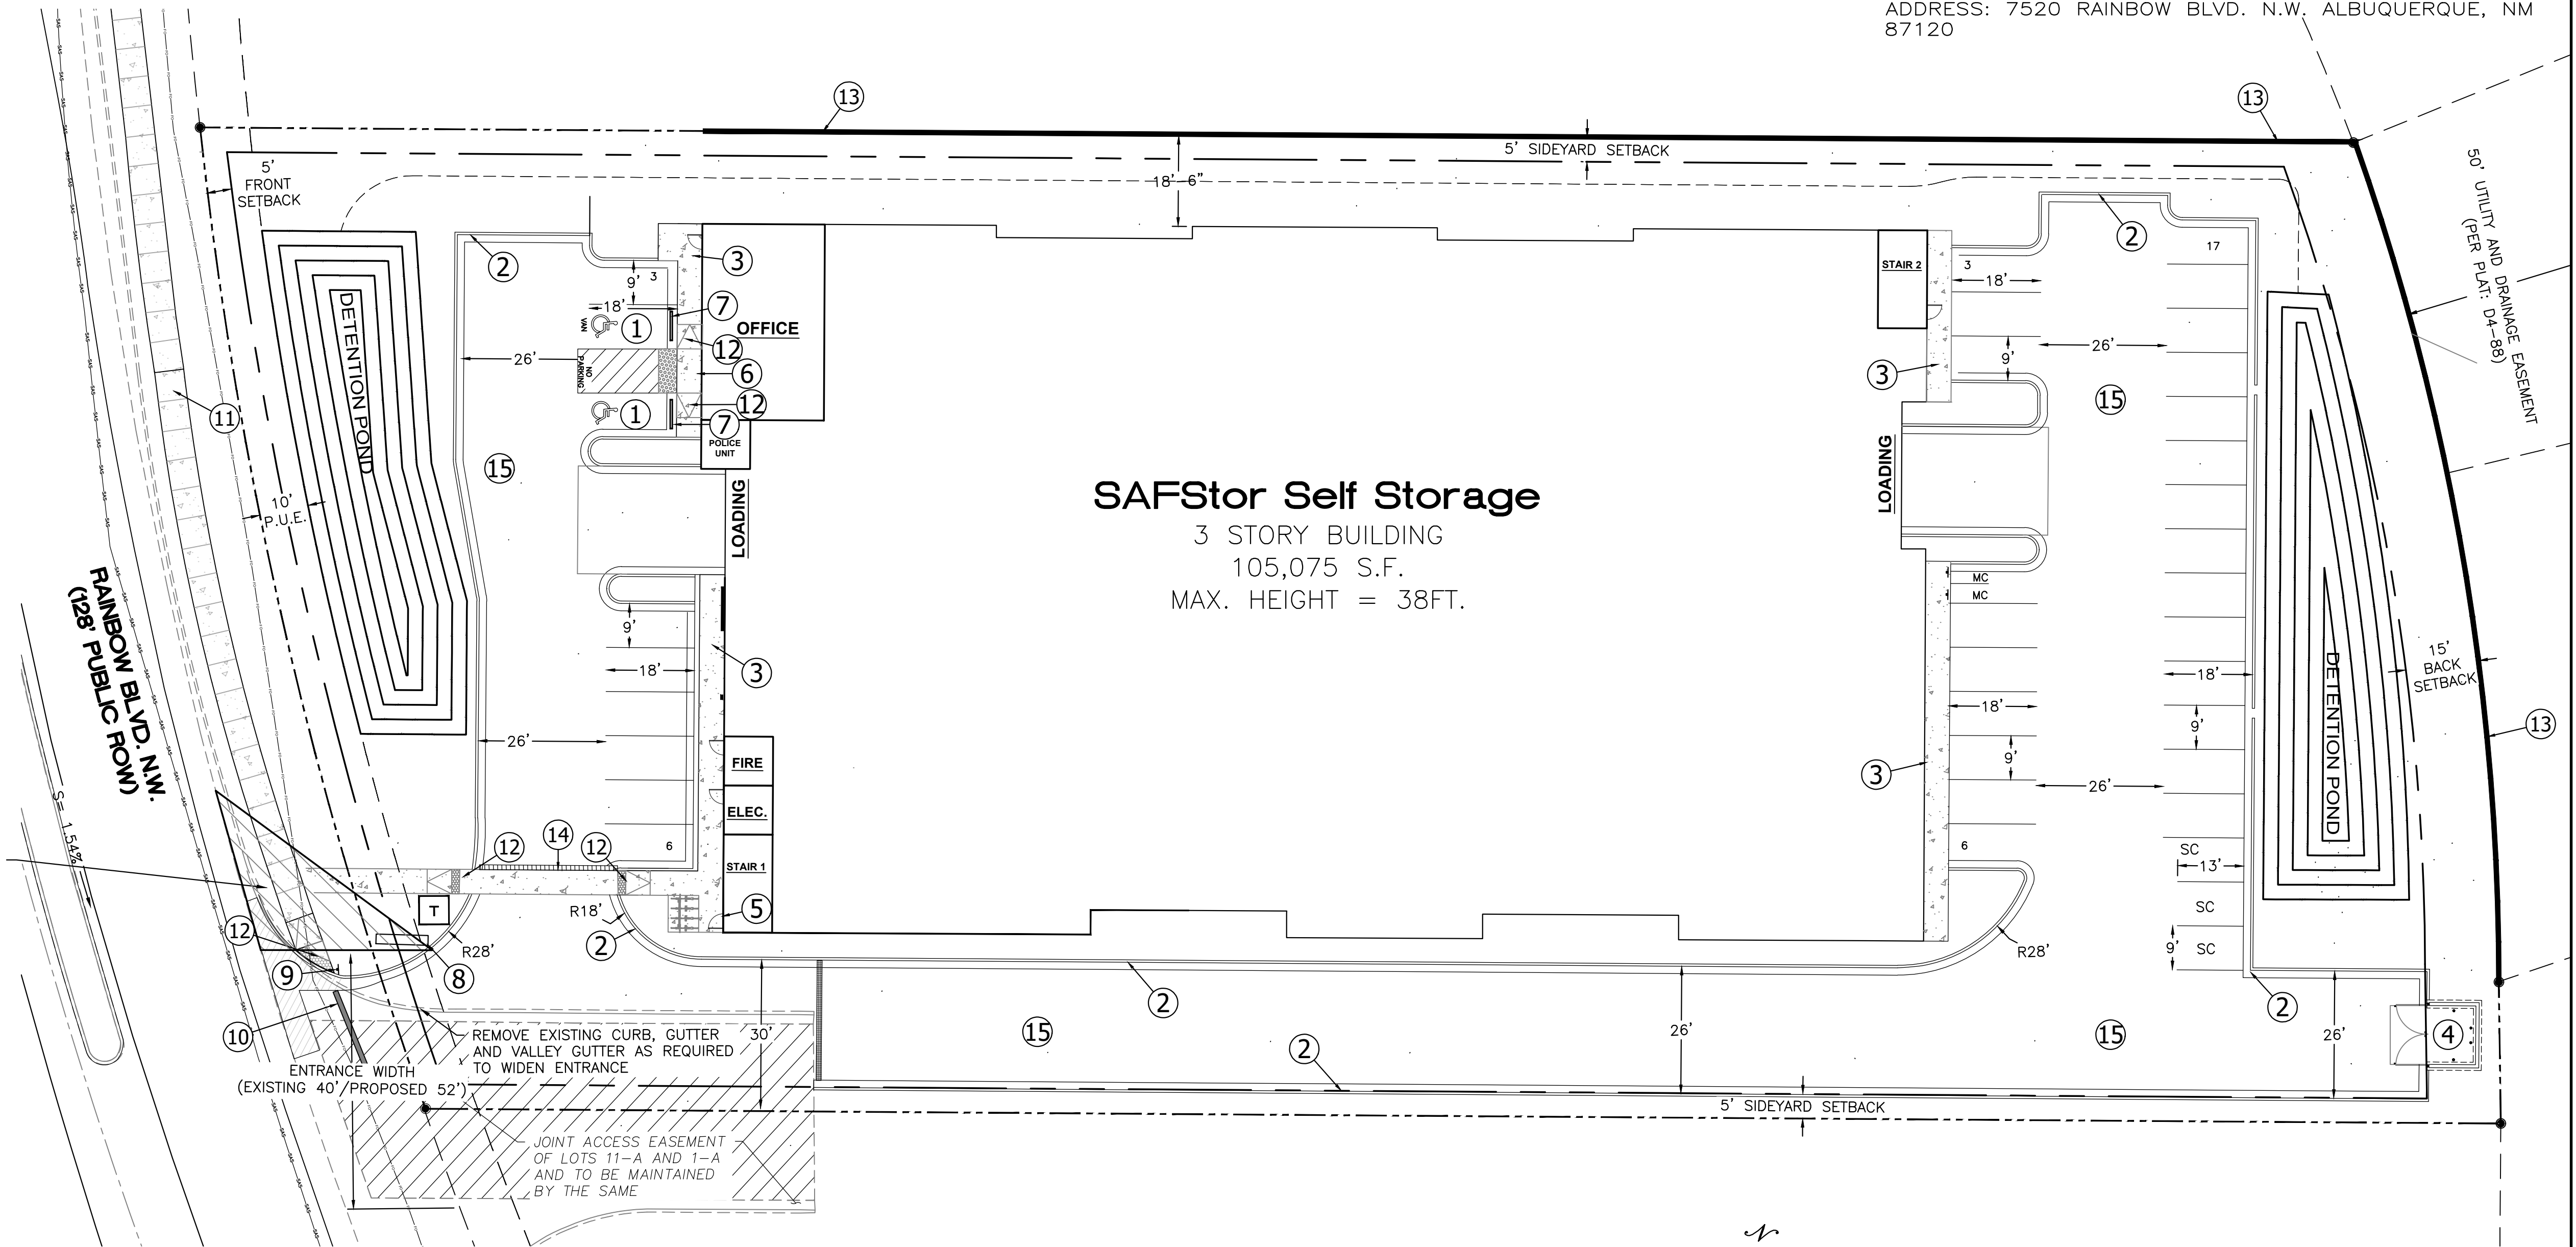 ADDRESS: 7520 RAINBOW BLVD. N.W. ALBUQUERQUE, NM
87120
13
13
5' SIDEYARD SETBACK
18'-6"
5'
FRONT
SETBACK
50' UTILITY AND DRAINAGE EASEMENT
(PER PLAT: D4-88)
2
2
3
3
9'
18'
VAN
1
7
OFFICE
12
6
NO
PARKING
26'
1
12
7
POLICE
UNIT
DETENTION POND
11
15
10'
P.U.E.
LOADING
STAIR 2
3
18'
17
9'
26'
3
15
LOADING
SAFStor Self Storage
3 STORY BUILDING
105,075 S.F.
MAX. HEIGHT = 38FT.
MC
MC
RAINBOW BLVD. N.W.
(128' PUBLIC ROW)
S= 1.54%
9'
18'
3
26'
FIRE
ELEC.
STAIR 1
6
5
18'
9'
3
26'
6
18'
9'
DETENTION POND
15'
BACK
SETBACK
13
SC
13'
SC
9'
SC
12
14
12
T
R18'
2
R28'
12
9
8
10
R28'
2
2
4
REMOVE EXISTING CURB, GUTTER
AND VALLEY GUTTER AS REQUIRED
TO WIDEN ENTRANCE
30'
15
26'
15
26'
2
ENTRANCE WIDTH
(EXISTING 40'/PROPOSED 52')
5' SIDEYARD SETBACK
JOINT ACCESS EASEMENT
OF LOTS 11-A AND 1-A
AND TO BE MAINTAINED
BY THE SAME
N
SAS